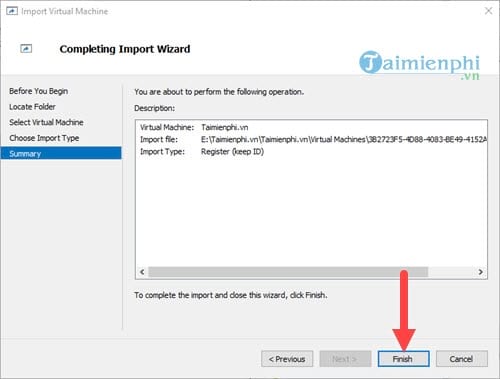 Import Virtual Machine
Completing Import Wizard
Taimienphi
.vn
Before You Begin
Locate Folder
Select Virtual Machine
Choose Import Type
Summary
You are about to perform the following operation.
Description:
Virtual Machine: Taimienphi.vn
Import file: E:\Taimienphi.vn\Taimienphi.vn\Virtual Machines\3B2723F5-4D88-4083-BE49-4152A
Import Type: Register (keep ID)
To complete the import and close this wizard, click Finish.
< Previous Next > Finish Cancel